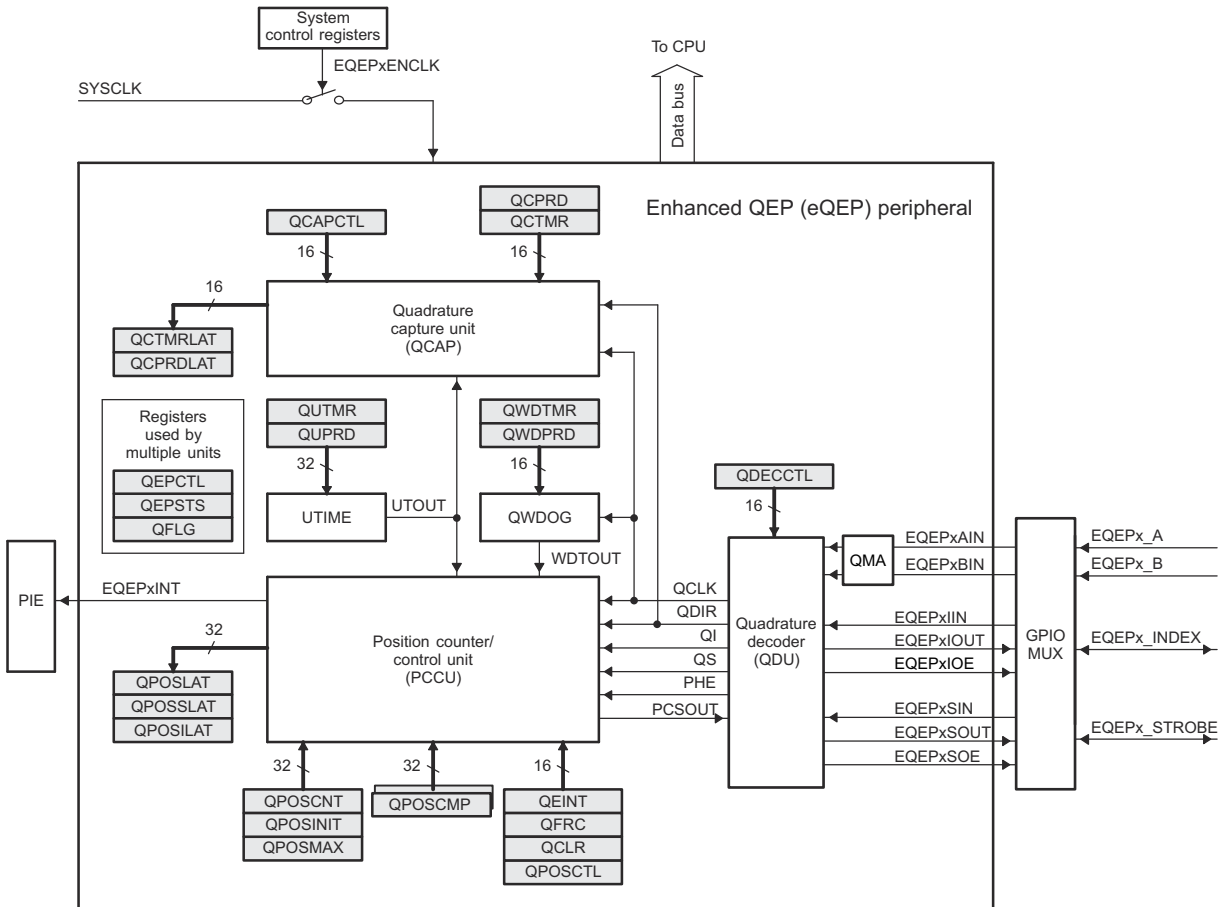 System
control registers
To CPU
EQEPxENCLK
SYSCLK
Data bus
Enhanced QEP (eQEP) peripheral
QCPRD
QCTMR
QCAPCTL
16
16
16
Quadrature
capture unit
(QCAP)
QCTMRLAT
QCPRDLAT
Registers
used by
multiple units
QEPCTL
QEPSTS
QFLG
QUTMR
QUPRD
32
QWDTMR
QWDPRD
16
UTIME
UTOUT
QWDOG
WDTOUT
QDECCTL
16
PIE
EQEPxINT
32
Position counter/
control unit
(PCCU)
QCLK
QDIR
QI
QS
PHE
PCSOUT
Quadrature
decoder
(QDU)
QMA
EQEPxAIN
EQEPxBIN
EQEPxIIN
EQEPxIOUT
EQEPxIOE
EQEPxSIN
EQEPxSOUT
EQEPxSOE
GPIO
MUX
EQEPx_A
EQEPx_B
EQEPx_INDEX
EQEPx_STROBE
QPOSLAT
QPOSSLAT
QPOSILAT
32
32
16
QPOSCNT
QPOSINIT
QPOSMAX
QPOSCMP
QEINT
QFRC
QCLR
QPOSCTL